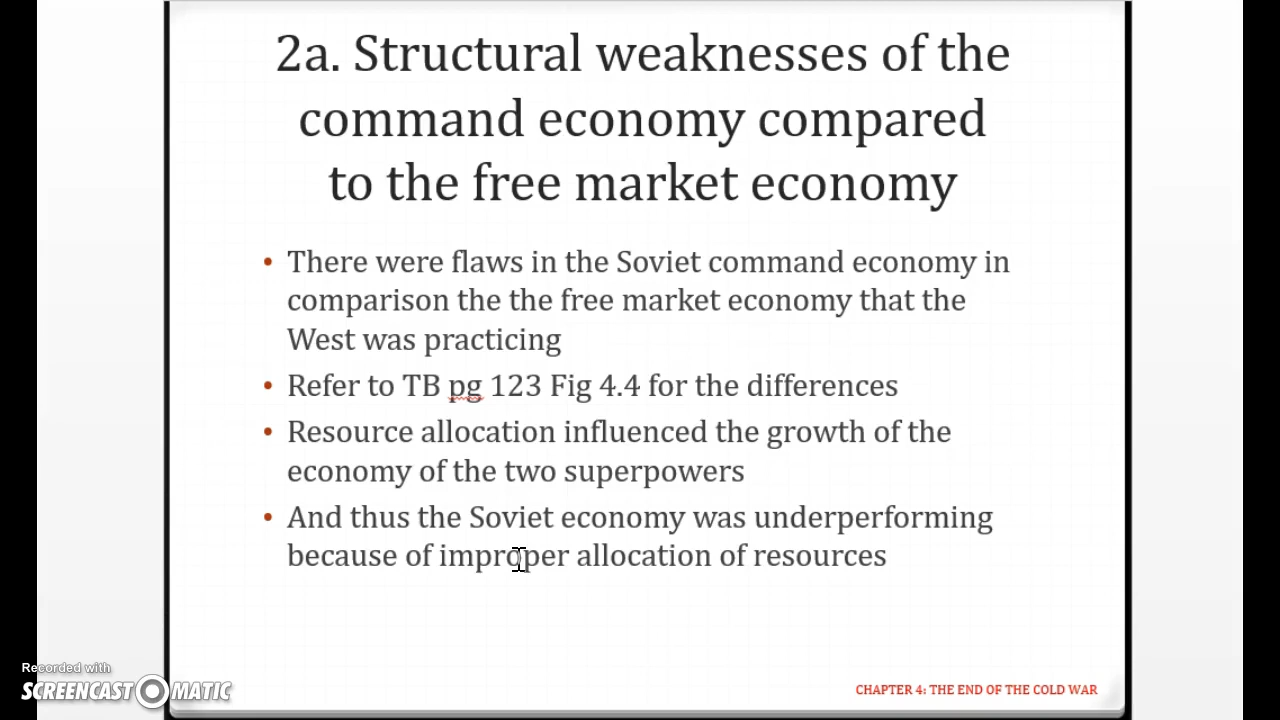 2a. Structural weaknesses of the
command economy compared
to the free market economy
• There were flaws in the Soviet command economy in
comparison the the free market economy that the
West was practicing
• Refer to TB pg 123 Fig 4.4 for the differences
• Resource allocation influenced the growth of the
economy of the two superpowers
• And thus the Soviet economy was underperforming
because of improper allocation of resources
Recorded with
SCREENCAST-O-MATIC
CHAPTER 4: THE END OF THE COLD WAR